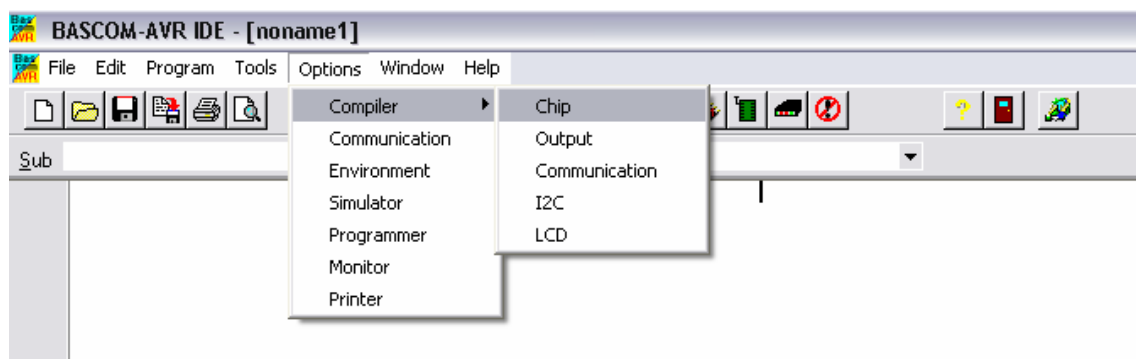 BASCOM-AVR IDE - [noname1]
File Edit Program Tools Options Window Help
Sub
Compiler
Communication
Environment
Simulator
Programmer
Monitor
Printer
Chip
Output
Communication
I2C
LCD